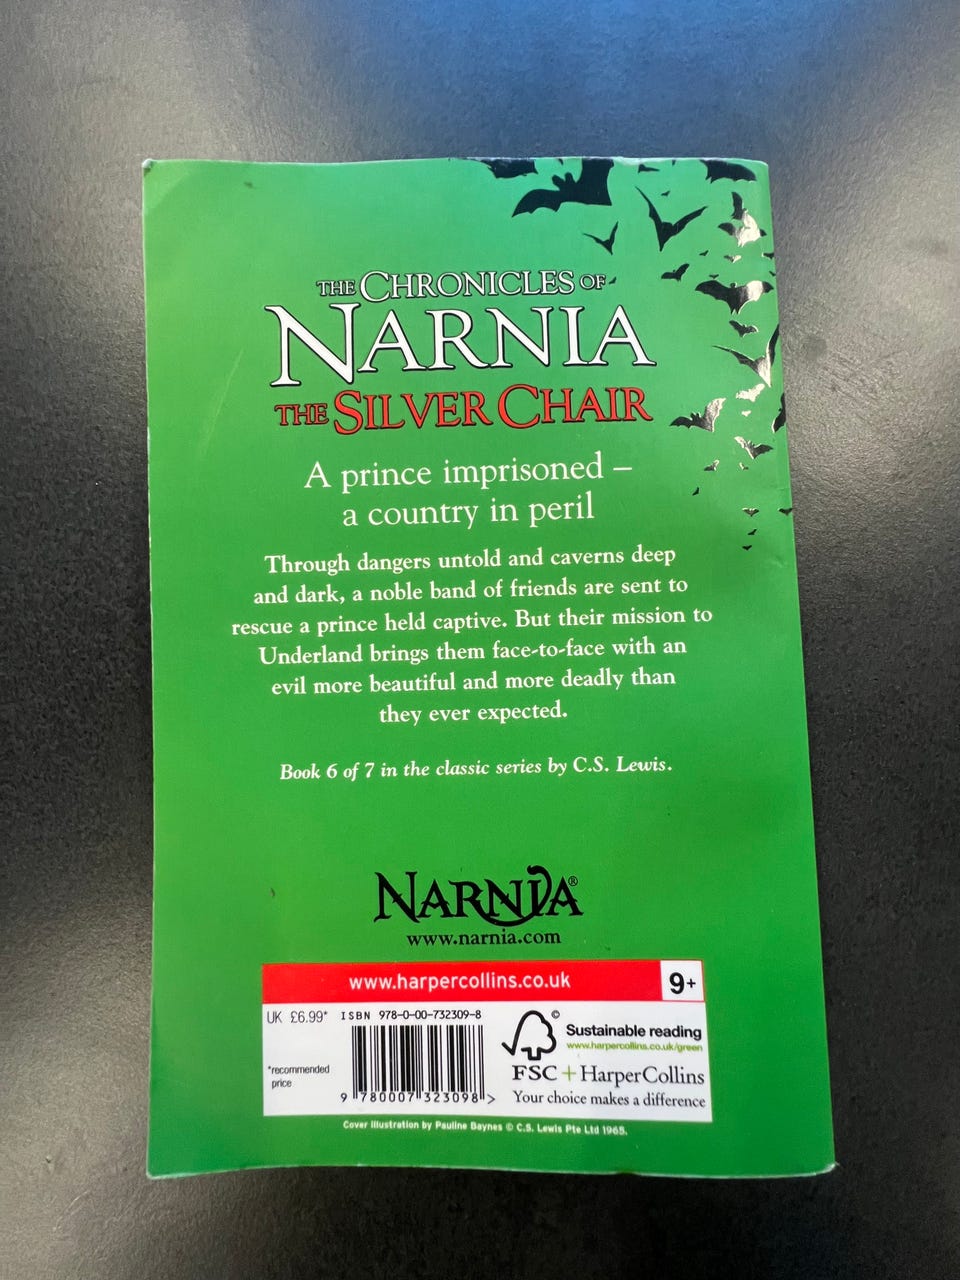 THE CHRONICLES OF
NARNIA
THE SILVER CHAIR
A prince imprisoned –
a country in peril
Through dangers untold and caverns deep
and dark, a noble band of friends are sent to
rescue a prince held captive. But their mission to
Underland brings them face-to-face with an
evil more beautiful and more deadly than
they ever expected.
Book 6 of 7 in the classic series by C.S. Lewis.
NARNIA®
www.narnia.com
www.harpercollins.co.uk
9+
UK £6.99*
ISBN 978-0-00-732309-8
*recommended
price
9 780007 323098 >
©
Sustainable reading
www.harpercollins.co.uk/green
FSC + HarperCollins
Your choice makes a difference
Cover illustration by Pauline Baynes © C.S. Lewis Pte Ltd 1965.